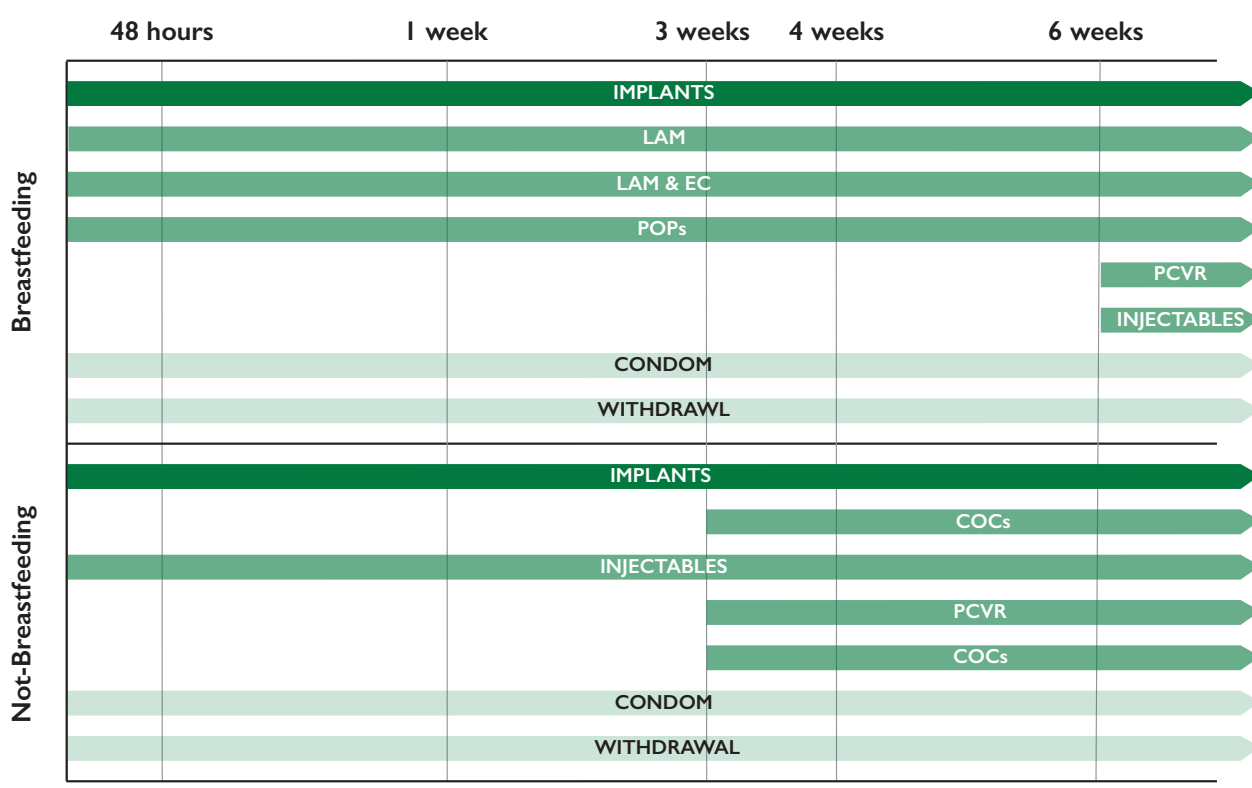 48 hours 1 week 3 weeks 4 weeks 6 weeks
Breastfeeding
IMPLANTS
LAM
LAM & EC
POPs
PCVR
INJECTABLES
CONDOM
WITHDRAWL
Not-Breastfeeding
IMPLANTS
COCs
INJECTABLES
PCVR
COCs
CONDOM
WITHDRAWAL